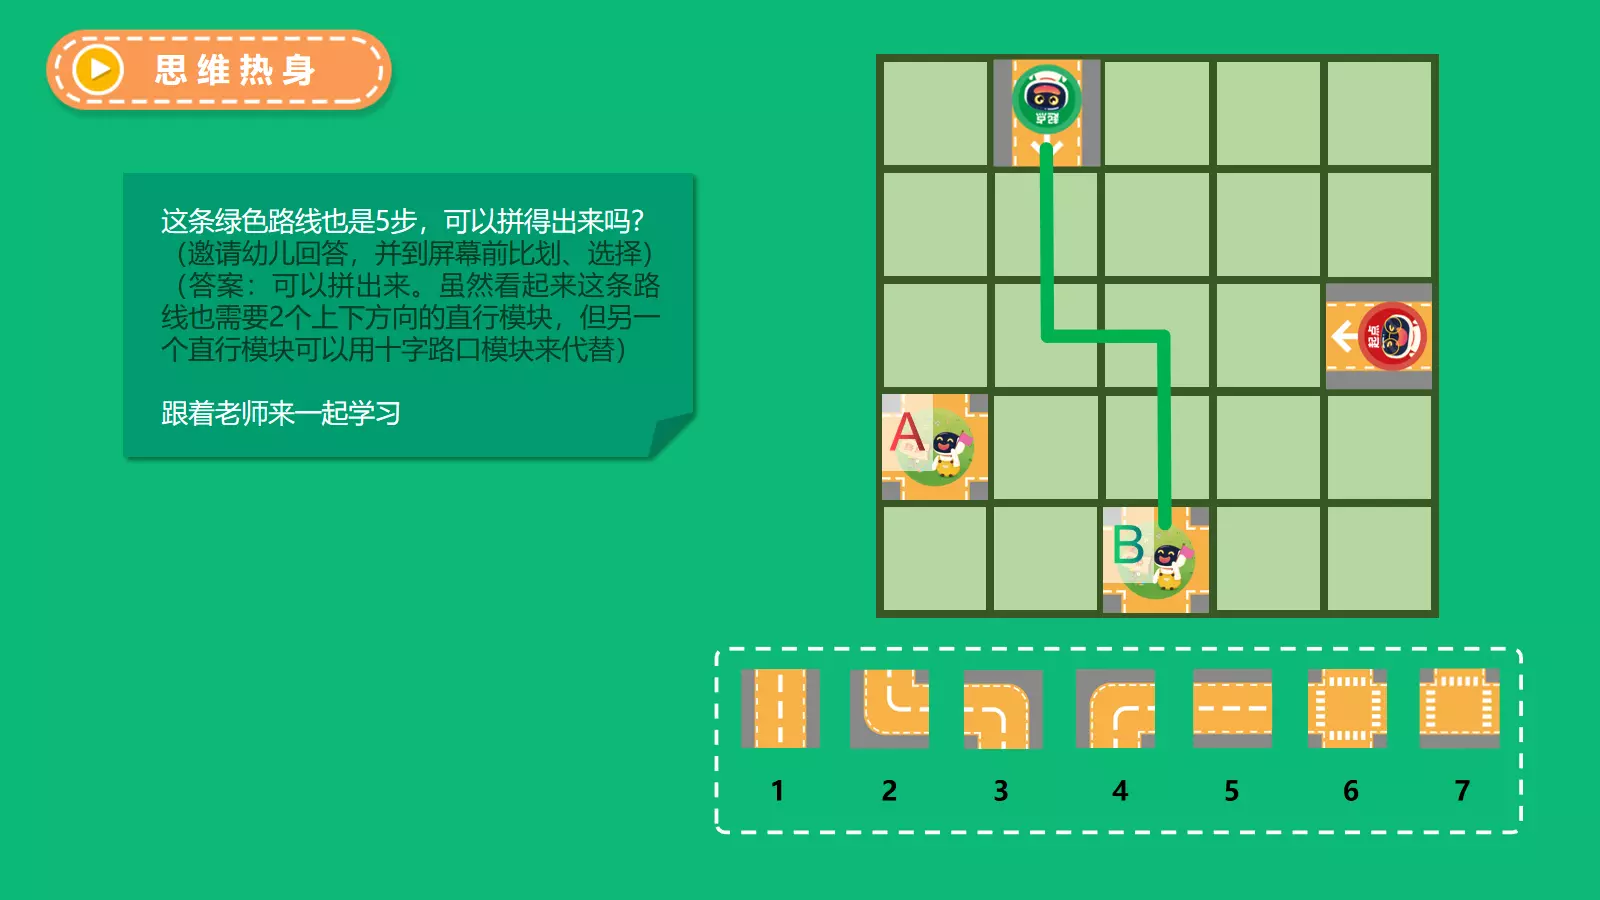 思维热身
这条绿色路线也是5步，可以拼得出来吗？
（邀请幼儿回答，并到屏幕前比划、选择）
（答案：可以拼出来。虽然看起来这条路
线也需要2个上下方向的直行模块，但另一
个直行模块可以用十字路口模块来代替）
跟着老师来一起学习
起点
起点
A
B
1 2 3 4 5 6 7